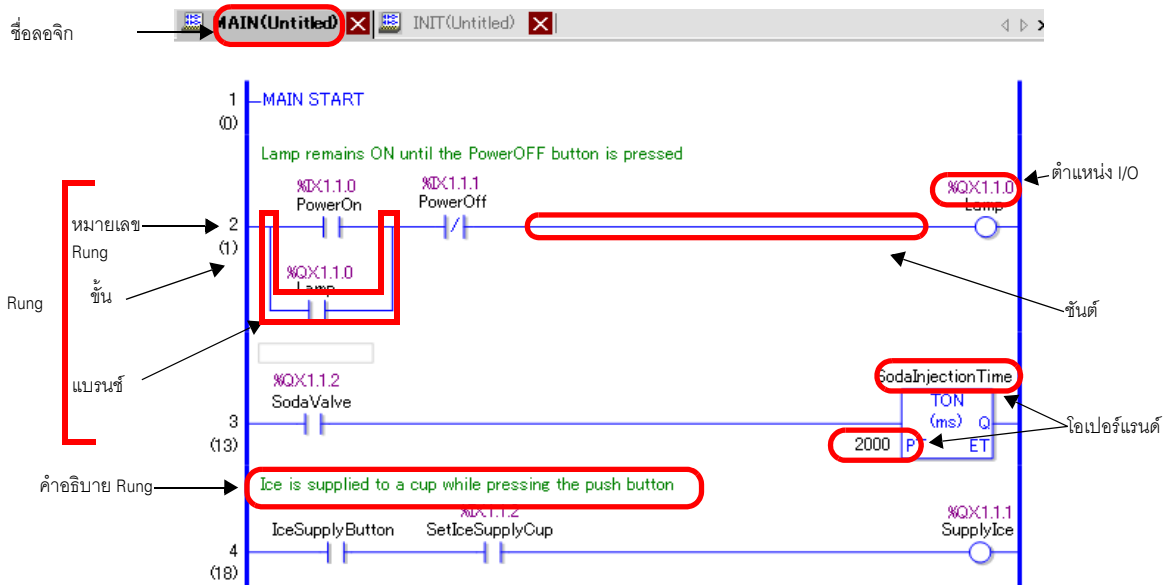 ชื่อลอจิก
MAIN(Untitled)
INIT(Untitled)
1
MAIN START
(0)
Lamp remains ON until the PowerOFF button is pressed
%IX1.1.0
%IX1.1.1
%QX1.1.0
ตำแหน่ง I/O
PowerOn
PowerOff
Lamp
หมายเลข
Rung
2
(1)
%QX1.1.0
Lamp
ขั้น
Rung
ชันต์
แบรนช์
%QX1.1.2
SodaValve
SodaInjectionTime
TON
(ms)
Q
3
(13)
2000
PT
ET
โอเปอร์แรนด์
คำอธิบาย Rung
Ice is supplied to a cup while pressing the push button
%IX1.1.2
%QX1.1.1
IceSupplyButton
SetIceSupplyCup
SupplyIce
4
(18)